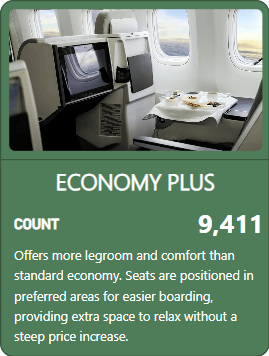 ECONOMY PLUS
COUNT 9,411
Offers more legroom and comfort than
standard economy. Seats are positioned in
preferred areas for easier boarding,
providing extra space to relax without a
steep price increase.